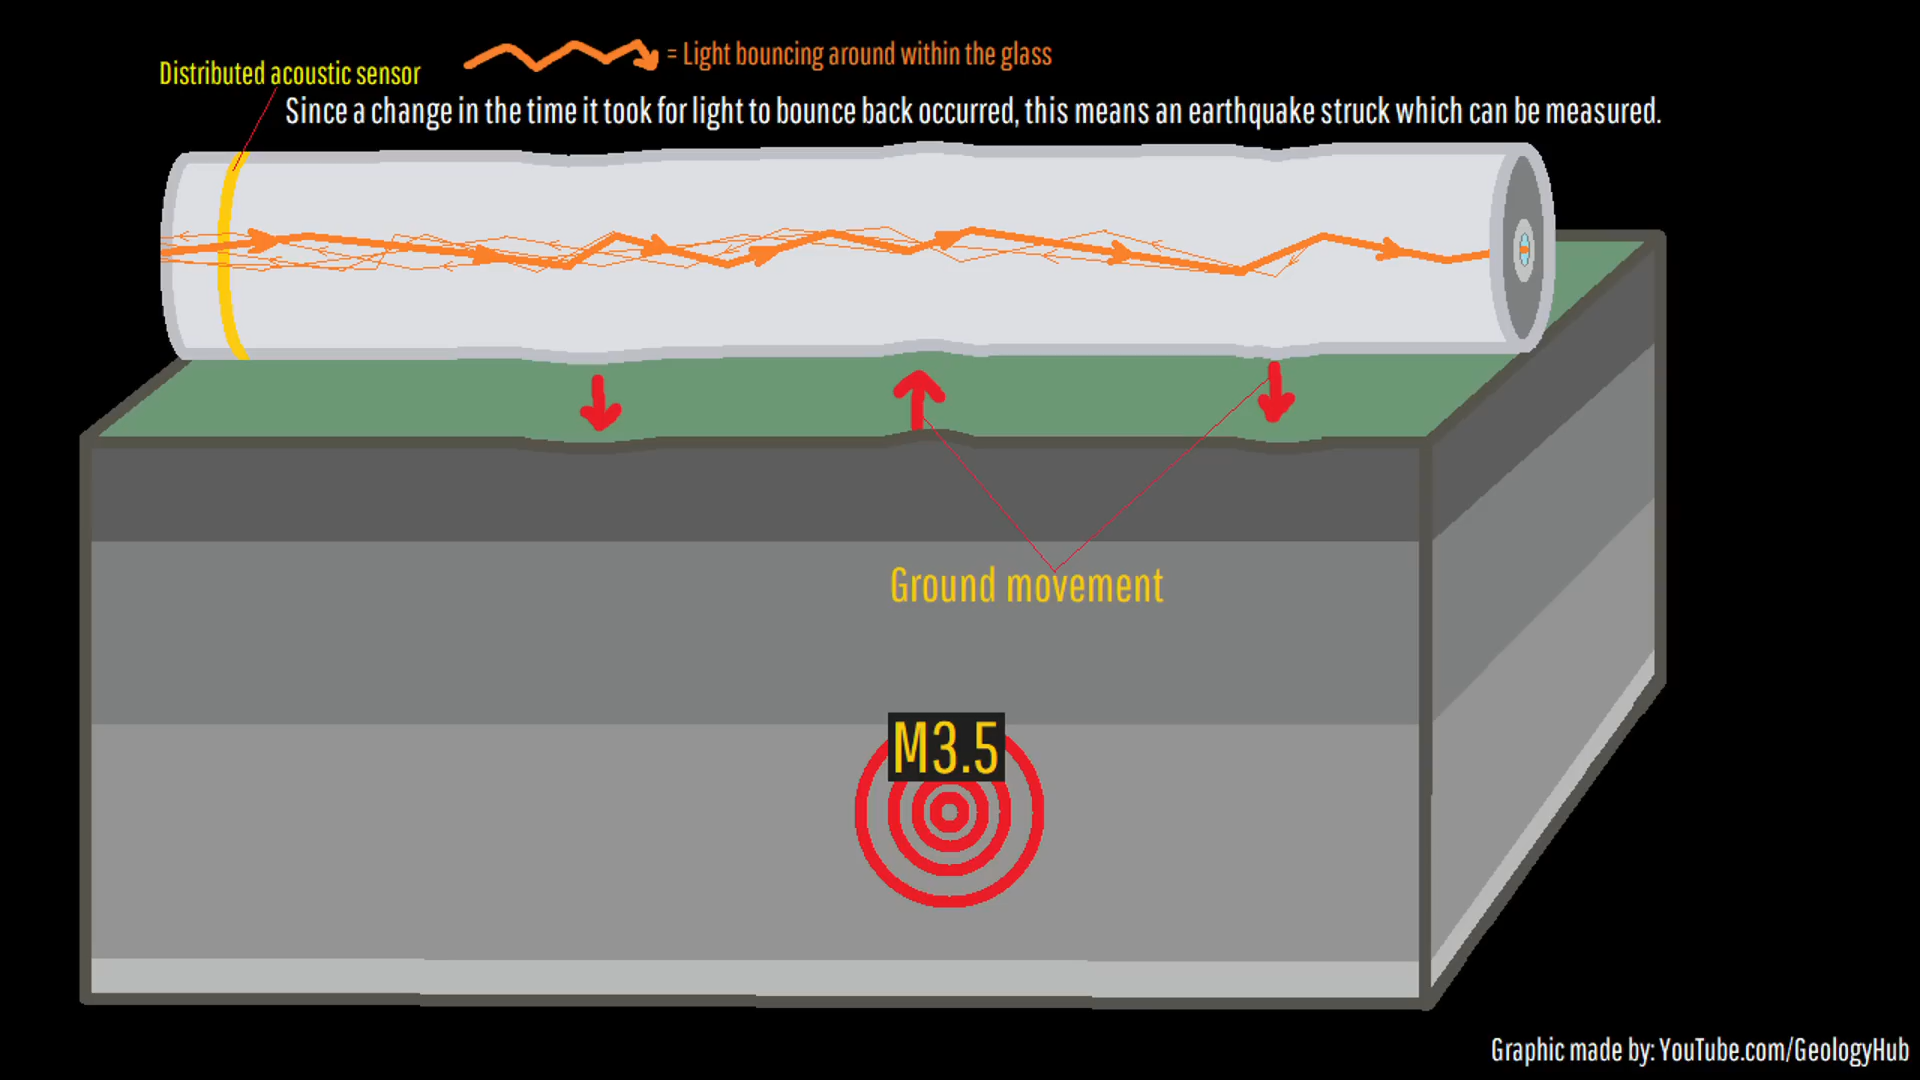 Distributed acoustic sensor
= Light bouncing around within the glass
Since a change in the time it took for light to bounce back occurred, this means an earthquake struck which can be measured.
Ground movement
M3.5
Graphic made by: YouTube.com/GeologyHub